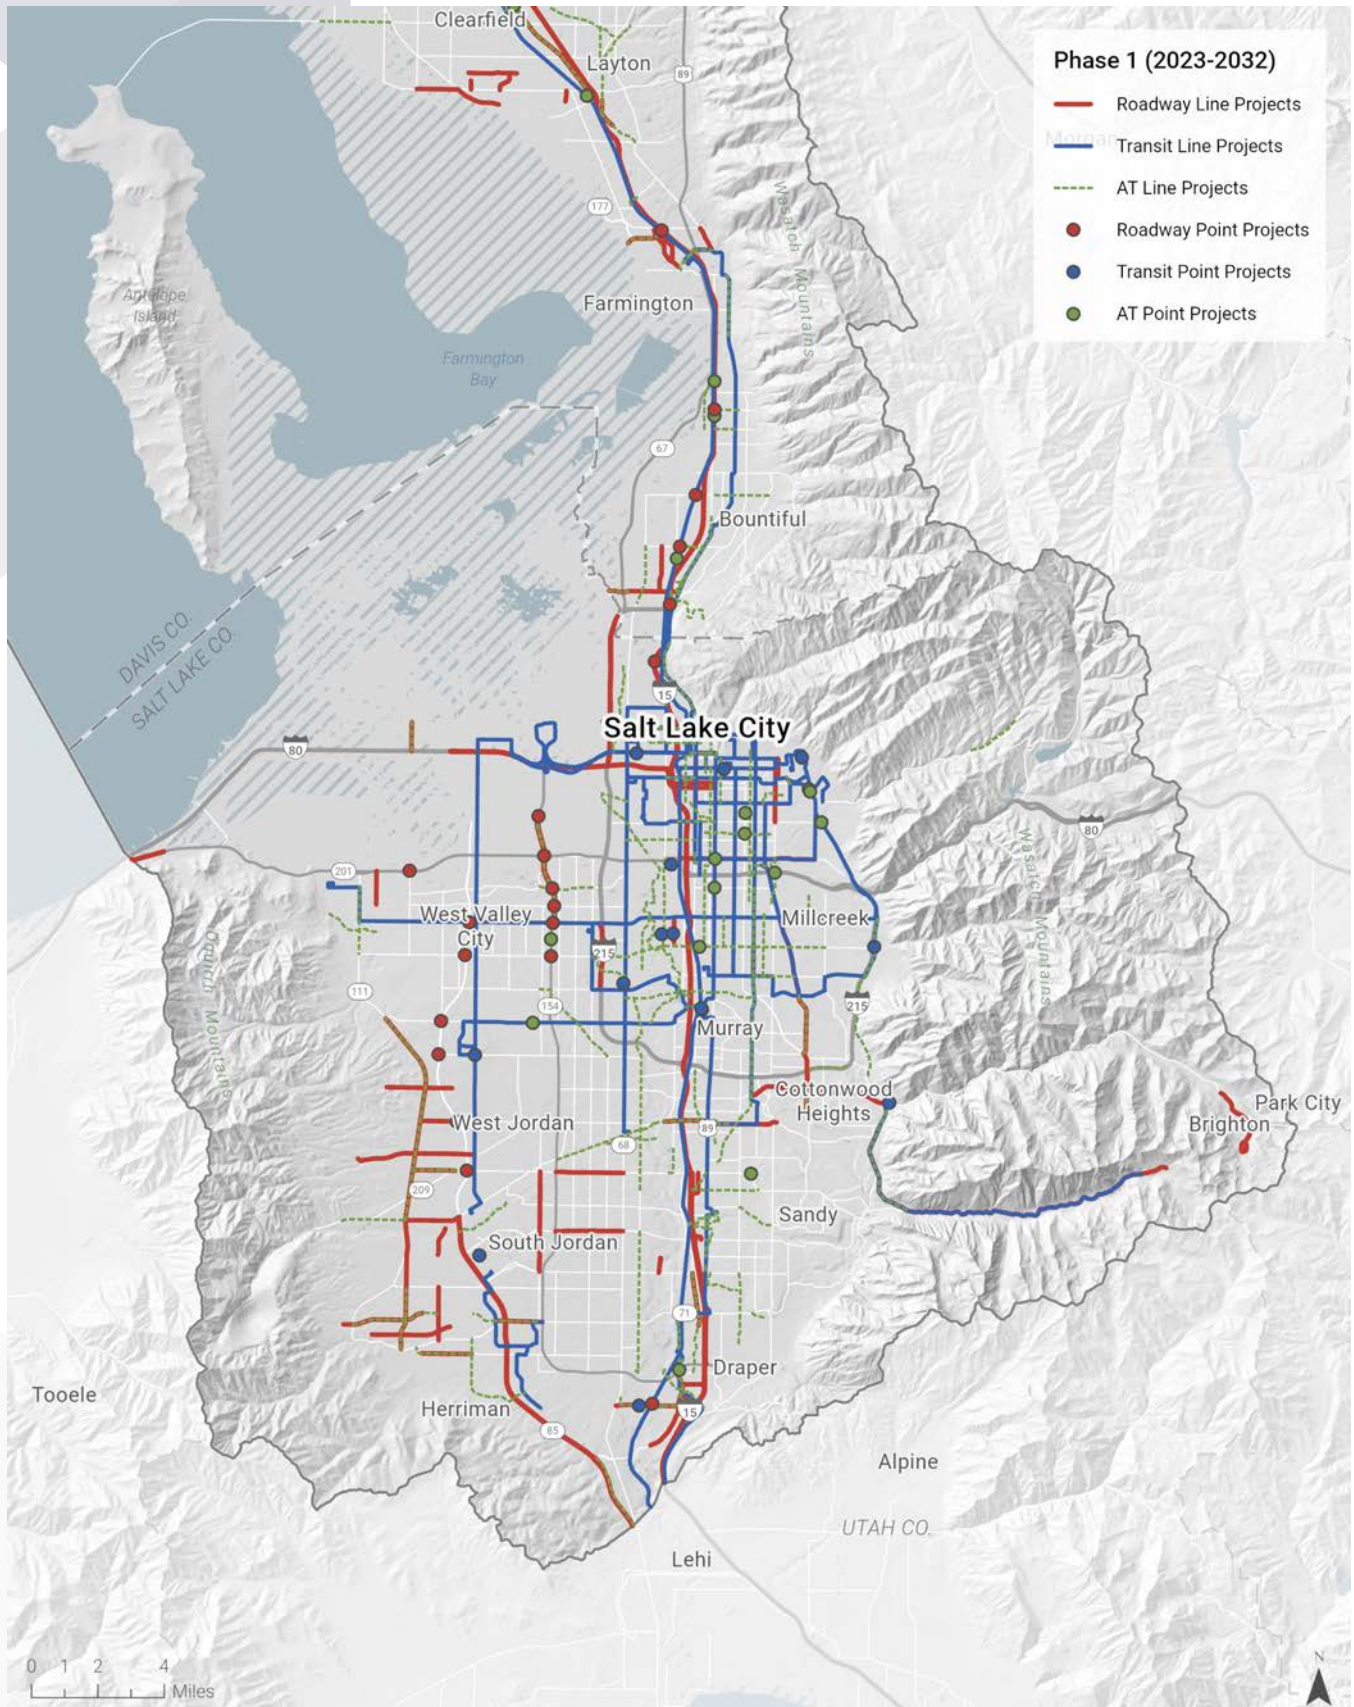 Clearfield
Layton
89
Phase 1 (2023-2032)
Roadway Line Projects
Transit Line Projects
AT Line Projects
Roadway Point Projects
Transit Point Projects
AT Point Projects
177
Wasatch Mountains
Antelope
Island
Farmington
Farmington
Bay
67
Bountiful
DAVIS CO.
SALT LAKE CO.
15
Salt Lake City
80
80
201
West Valley
City
Millcreek
Wasatch Mountains
Oquirrh Mountains
215
111
154
215
Murray
Cottonwood
Heights
Park City
Brighton
West Jordan
68
89
209
Sandy
South Jordan
71
Draper
Tooele
Herriman
15
85
Alpine
UTAH CO.
Lehi
0 1 2 4
Miles
N